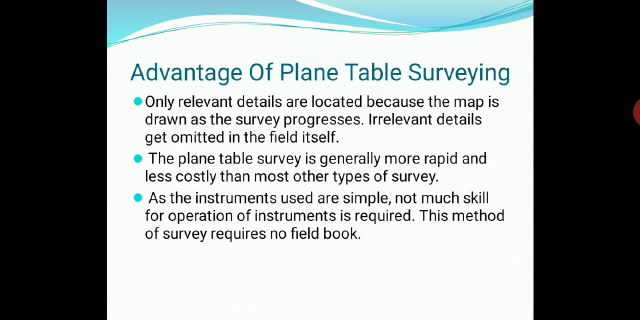 Advantage Of Plane Table Surveying
Only relevant details are located because the map is
drawn as the survey progresses. Irrelevant details
get omitted in the field itself.
The plane table survey is generally more rapid and
less costly than most other types of survey.
As the instruments used are simple, not much skill
for operation of instruments is required. This method
of survey requires no field book.